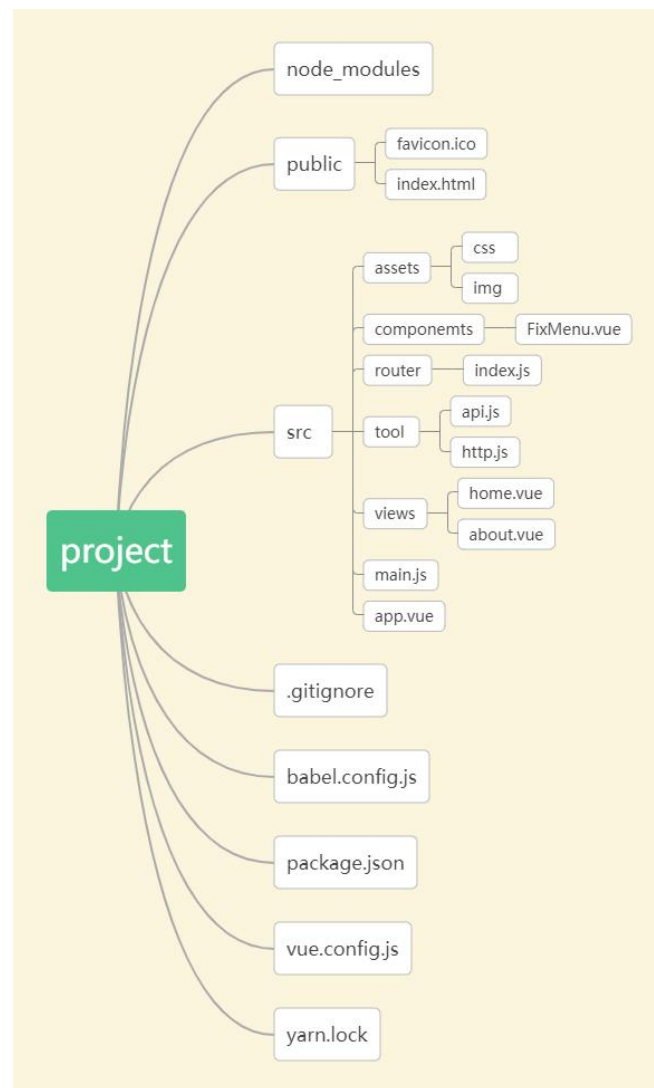 node_modules
public
favicon.ico
index.html
src
assets
css
img
componemts
FixMenu.vue
router
index.js
tool
api.js
http.js
views
home.vue
about.vue
main.js
app.vue
project
.gitignore
babel.config.js
package.json
vue.config.js
yarn.lock